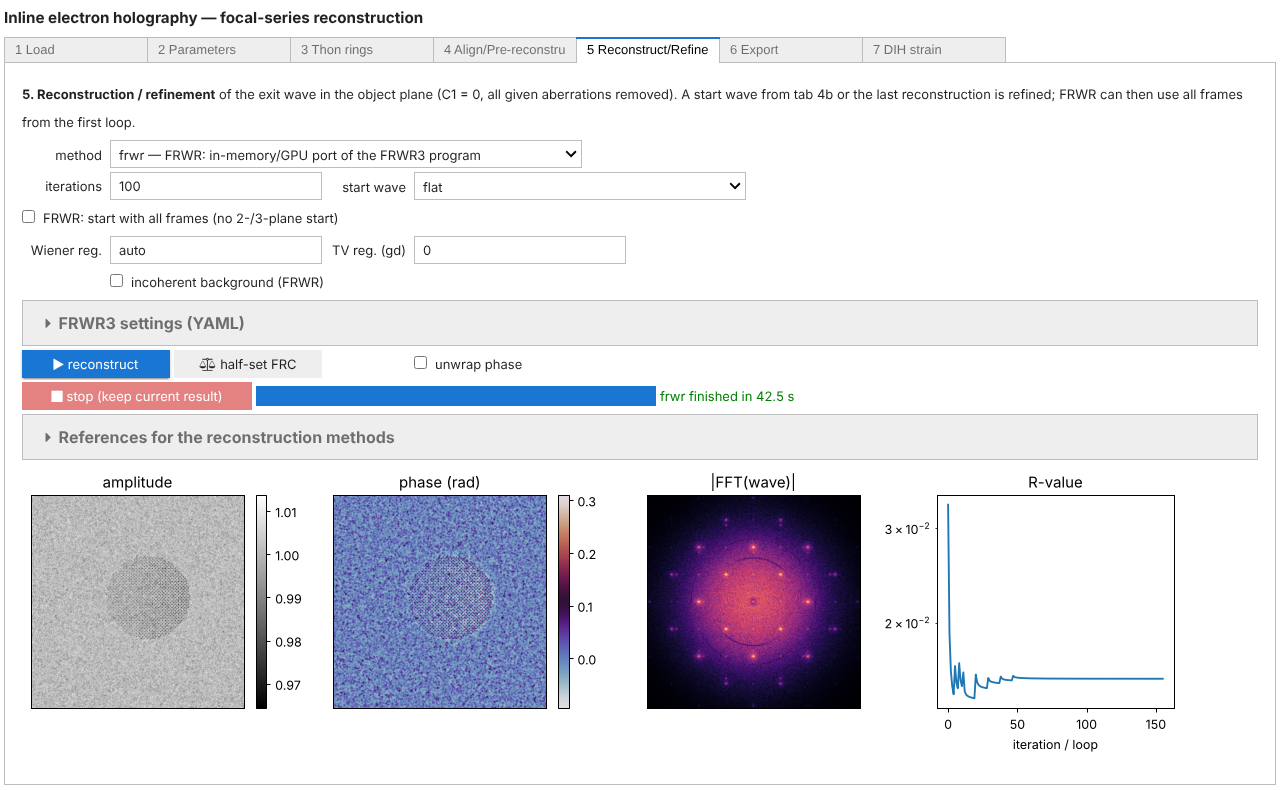 Inline electron holography — focal-series reconstruction
1 Load
2 Parameters
3 Thon rings
4 Align/Pre-reconstru
5 Reconstruct/Refine
6 Export
7 DIH strain
5. Reconstruction / refinement of the exit wave in the object plane (C1 = 0, all given aberrations removed). A start wave from tab 4b or the last reconstruction is refined; FRWR can then use all frames
from the first loop.
method frwr — FRWR: in-memory/GPU port of the FRWR3 program
iterations 100 start wave flat
FRWR: start with all frames (no 2-/3-plane start)
Wiener reg. auto TV reg. (gd) 0
incoherent background (FRWR)
FRWR3 settings (YAML)
reconstruct half-set FRC unwrap phase
stop (keep current result) frwr finished in 42.5 s
References for the reconstruction methods
amplitude
1.01
1.00
0.99
0.98
0.97
phase (rad)
0.3
0.2
0.1
0.0
|FFT(wave)|
R-value
3 × 10⁻²
2 × 10⁻²
0 50 100 150
iteration / loop